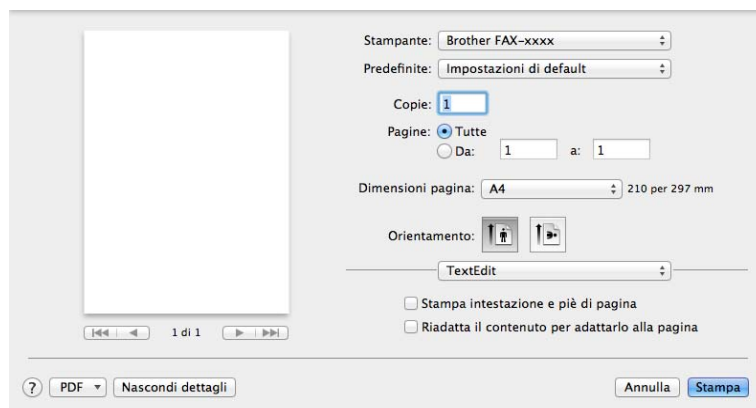 Stampante: Brother FAX-xxxx
Predefinite: Impostazioni di default
Copie: 1
Pagine: Tutte
Da: 1 a: 1
Dimensioni pagina: A4 210 per 297 mm
Orientamento:
TextEdit
Stampa intestazione e piè di pagina
Riadatta il contenuto per adattarlo alla pagina
1 di 1
? PDF Nascondi dettagli Annulla Stampa